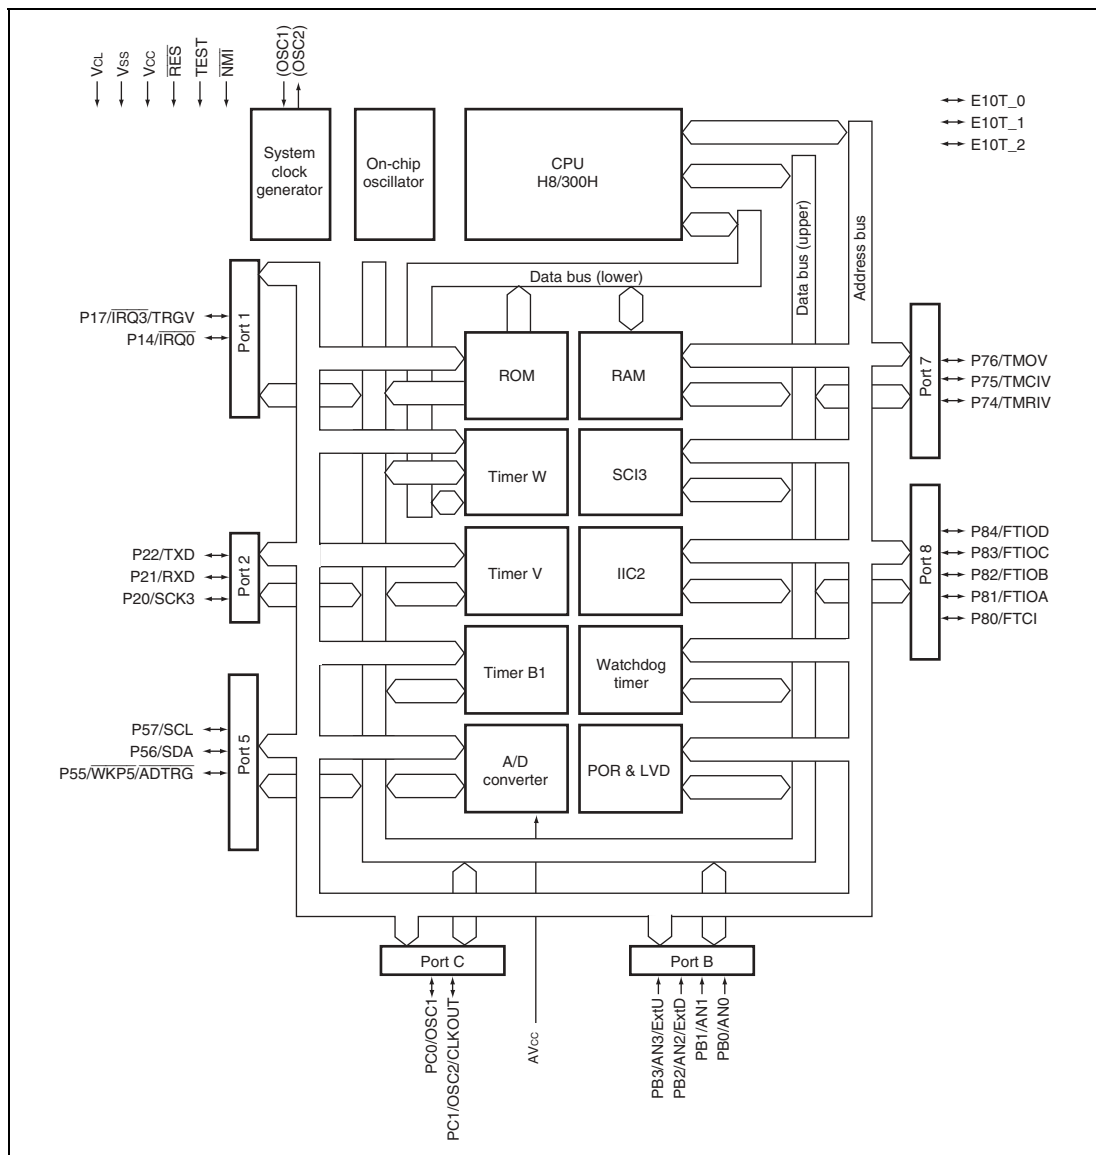 VCL
VSS
VCC
RES
TEST
NMI
(OSC1)
(OSC2)
E10T_0
E10T_1
E10T_2
System
clock
generator
On-chip
oscillator
CPU
H8/300H
Data bus (lower)
Data bus (upper)
Address bus
P17/IRQ3/TRGV
P14/IRQ0
Port 1
ROM
RAM
Port 7
P76/TMOV
P75/TMCIV
P74/TMRIV
Timer W
SCI3
P22/TXD
P21/RXD
P20/SCK3
Port 2
Timer V
IIC2
Port 8
P84/FTIOD
P83/FTIOC
P82/FTIOB
P81/FTIOA
P80/FTCI
Timer B1
Watchdog
timer
P57/SCL
P56/SDA
P55/WKP5/ADTRG
Port 5
A/D
converter
POR & LVD
Port C
Port B
PC0/OSC1
PC1/OSC2/CLKOUT
AVCC
PB3/AN3/ExtU
PB2/AN2/ExtD
PB1/AN1
PB0/AN0